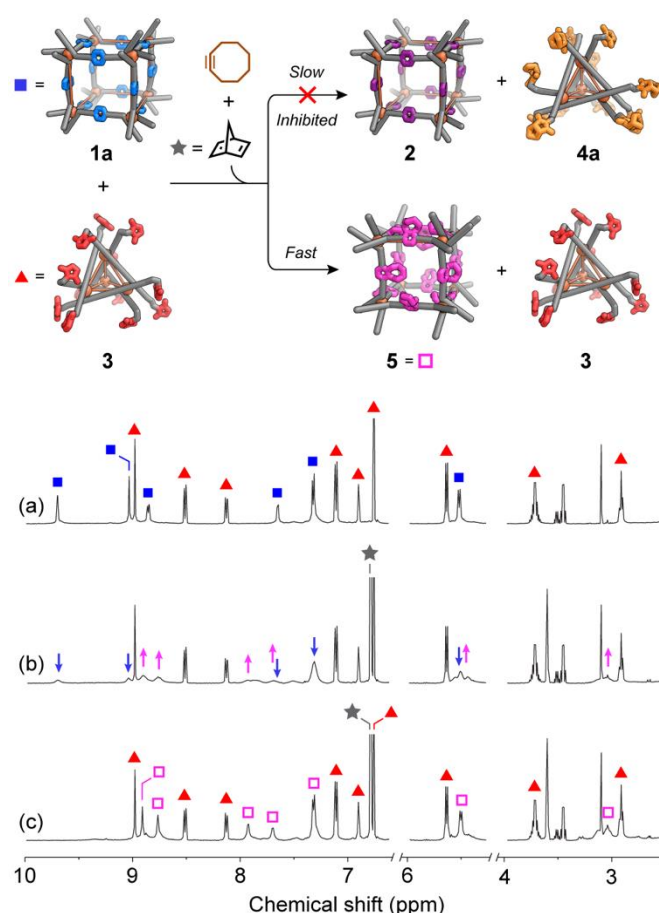 1a
+
3
=
=
+
=
Slow
Inhibited
Fast
2
+
4a
5 =
+
3
(a)
(b)
(c)
10
9
8
7
6
4
3
Chemical shift (ppm)